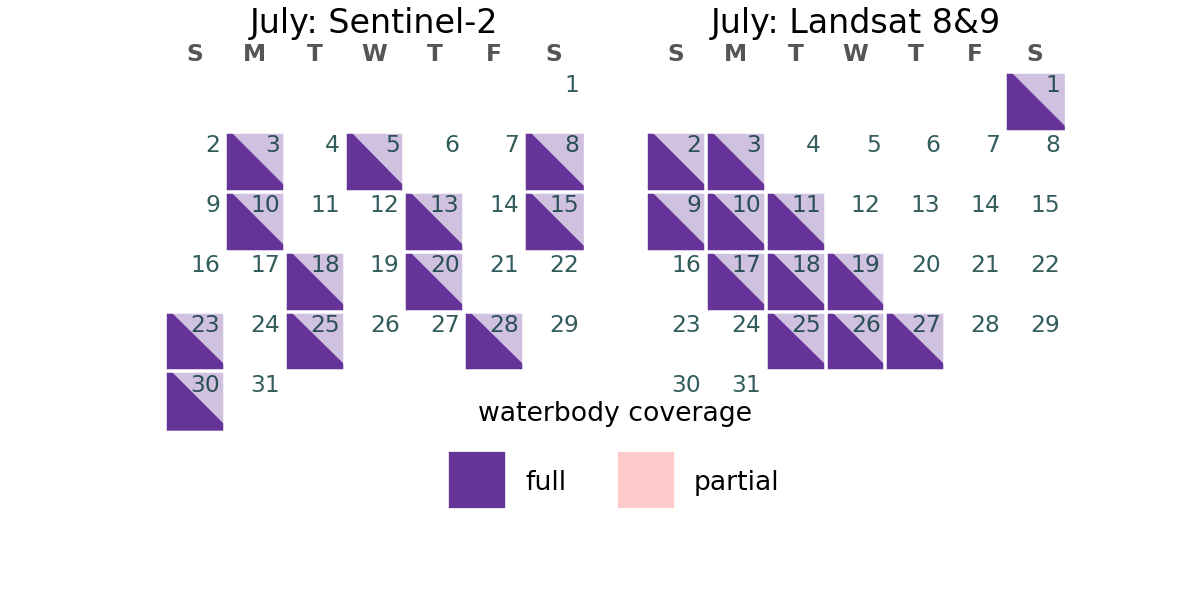 July: Sentinel-2
S M T W T F S
1
2 3 4 5 6 7 8
9 10 11 12 13 14 15
16 17 18 19 20 21 22
23 24 25 26 27 28 29
30 31
July: Landsat 8&9
S M T W T F S
1
2 3 4 5 6 7 8
9 10 11 12 13 14 15
16 17 18 19 20 21 22
23 24 25 26 27 28 29
30 31
waterbody coverage
full partial